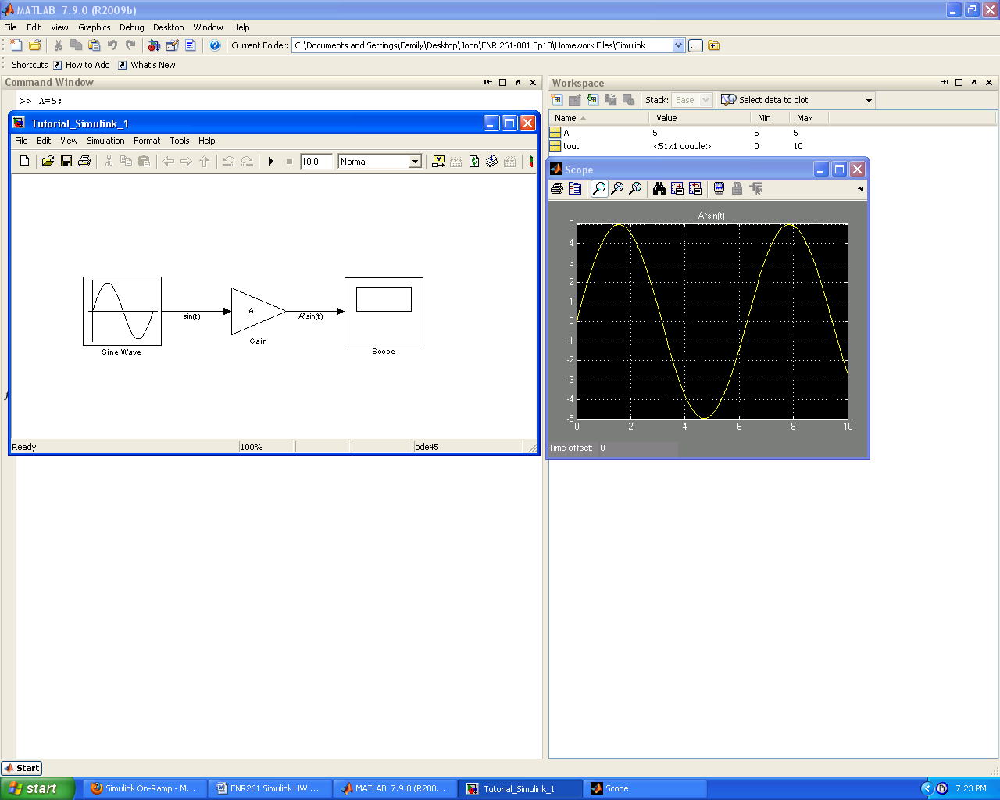 MATLAB 7.9.0 (R2009b)
File Edit View Graphics Debug Desktop Window Help
Current Folder: C:\Documents and Settings\Family\Desktop\John\ENR 261-001 Sp10\Homework Files\Simulink ...
Shortcuts How to Add What's New
Command Window
>> A=5;
Tutorial_Simulink_1
File Edit View Simulation Format Tools Help
10.0 Normal
sin(t)
A
A*sin(t)
Sine Wave
Gain
Scope
Ready 100% ode45
Workspace
Stack: Base Select data to plot
Name Value Min Max
A 5 5 5
tout <51x1 double> 0 10
Scope
A*sin(t)
5
4
3
2
1
0
-1
-2
-3
-4
-5
0 2 4 6 8 10
Time offset: 0
Start
start Simulink On-Ramp - M... ENR261 Simulink HW ... MATLAB 7.9.0 (R200... Tutorial_Simulink_1 Scope 7:23 PM